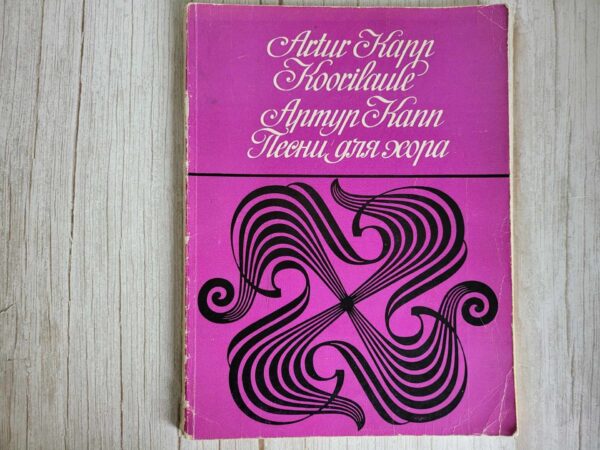 Artur Kapp
Koorilaule
Артур Капп
Песни для хора